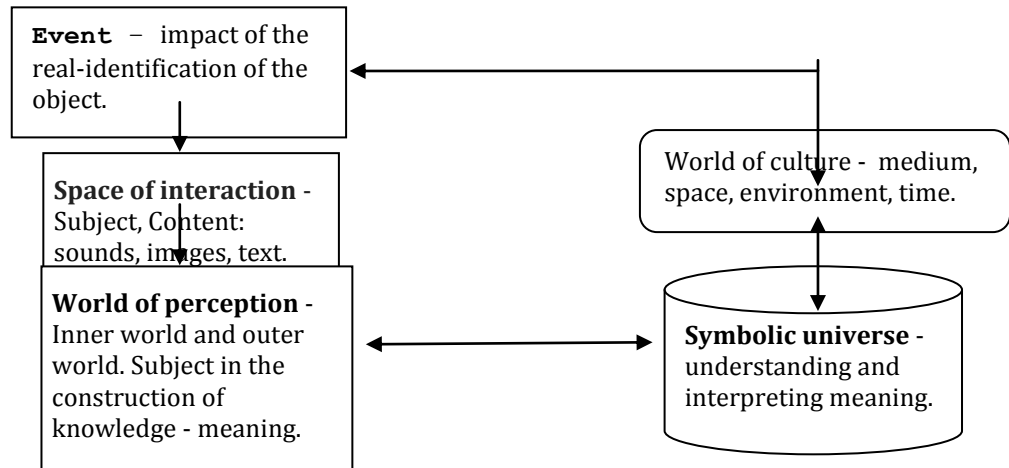 Event – impact of the
real-identification of the
object.
Space of interaction -
Subject, Content:
sounds, images, text.
World of perception -
Inner world and outer
world. Subject in the
construction of
knowledge - meaning.
World of culture - medium,
space, environment, time.
Symbolic universe -
understanding and
interpreting meaning.